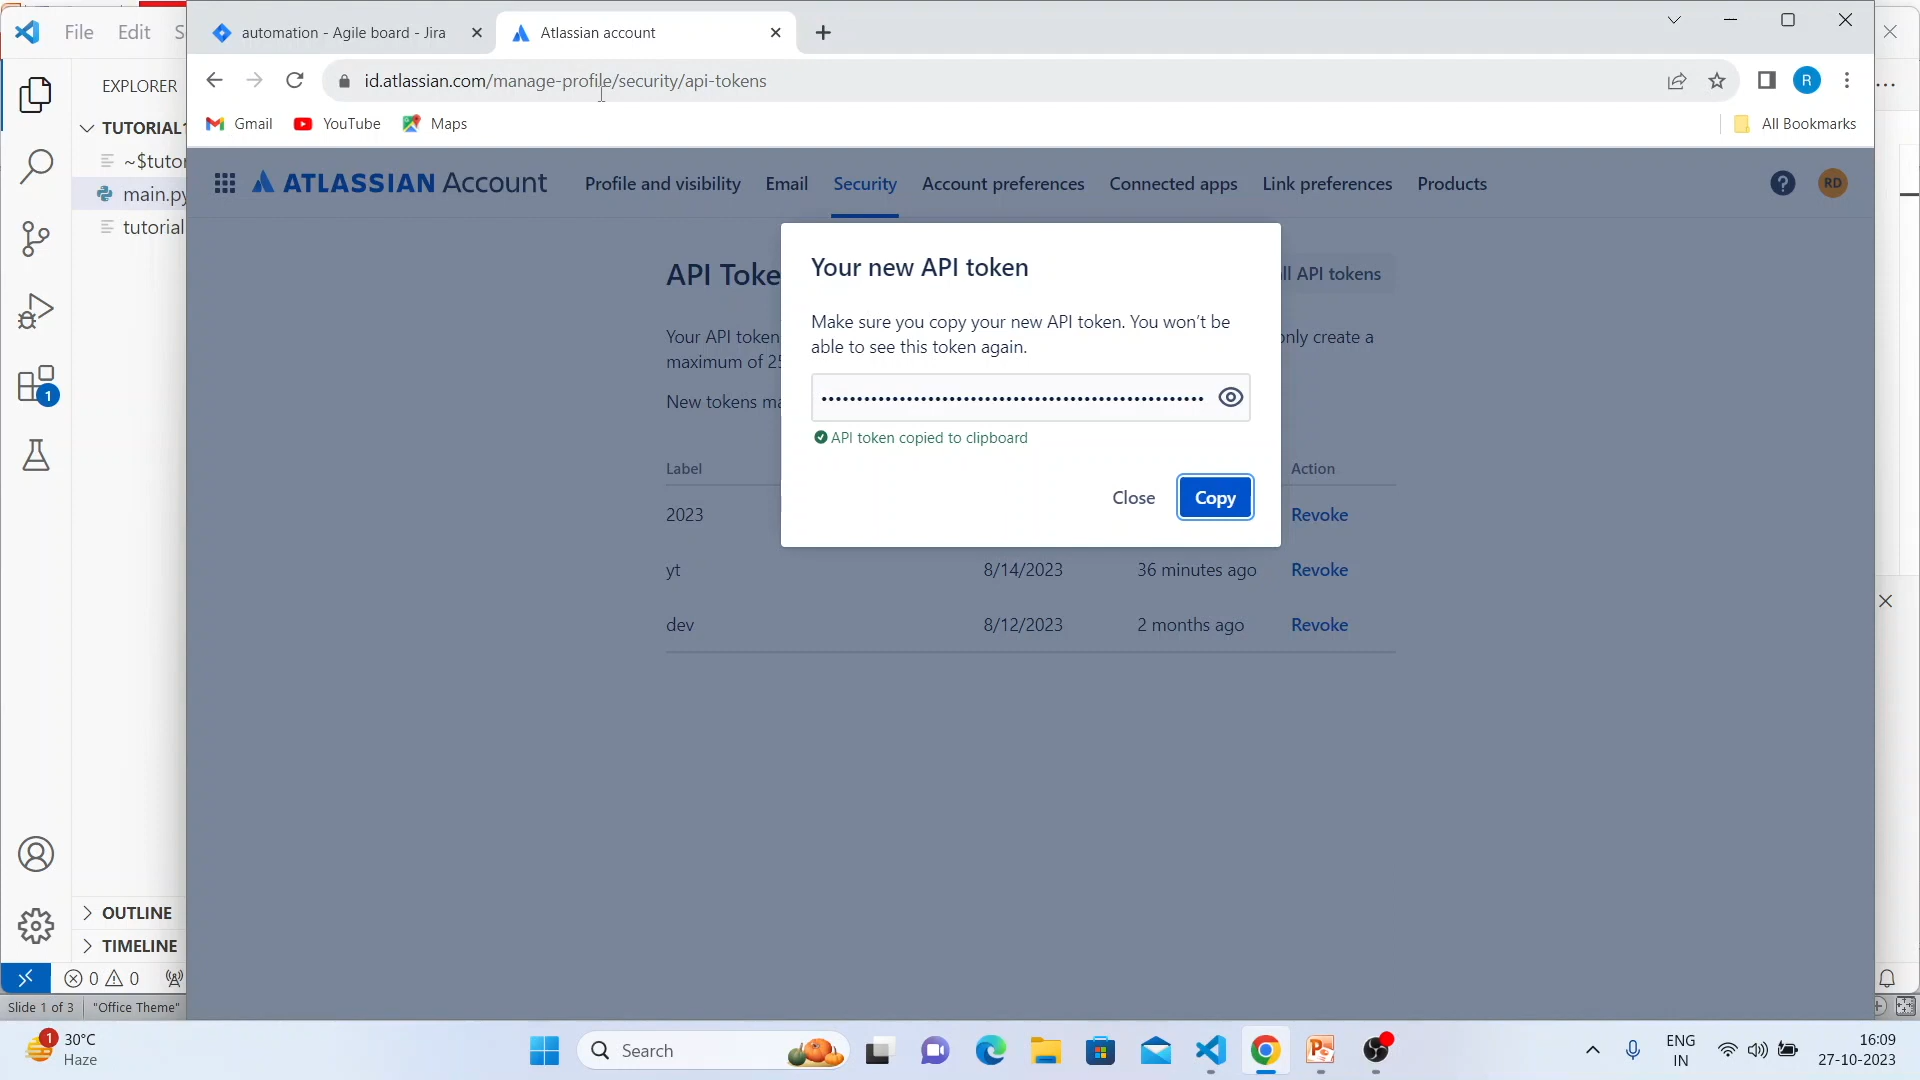 File Edit S
automation - Agile board - Jira
Atlassian account
EXPLORER
id.atlassian.com/manage-profile/security/api-tokens
R
Gmail YouTube Maps
All Bookmarks
TUTORIAL1
~$tutor
main.py
tutorial
ATLASSIAN Account
Profile and visibility Email Security Account preferences Connected apps Link preferences Products
?
RD
API Toke
ll API tokens
Your new API token
Make sure you copy your new API token. You won't be
able to see this token again.
API token copied to clipboard
Close Copy
Your API token
only create a
maximum of 25
New tokens ma
Label Action
2023 Revoke
yt 8/14/2023 36 minutes ago Revoke
dev 8/12/2023 2 months ago Revoke
1
OUTLINE
TIMELINE
0 0
Slide 1 of 3 "Office Theme"
1
30°C
Haze
Search
ENG
IN
16:09
27-10-2023